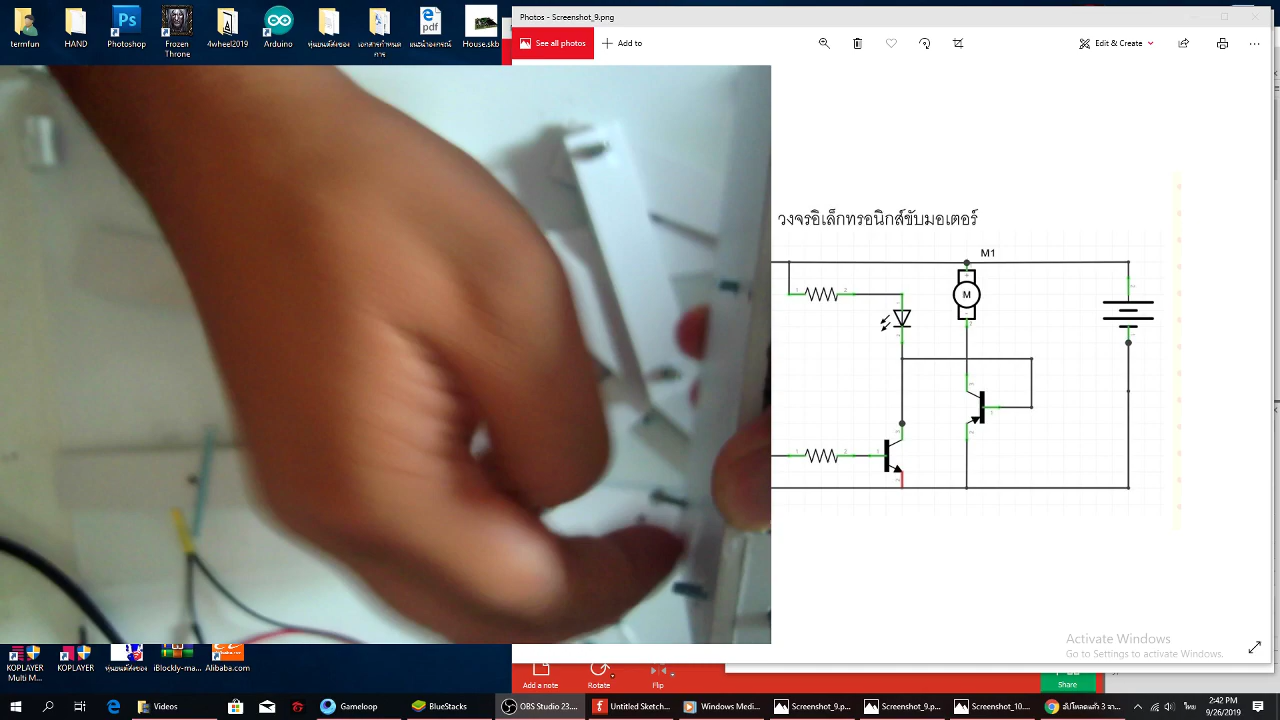 Photos - Screenshot_9.png
termfun
HAND
Photoshop
Frozen Throne
4wheel2019
Arduino
pdf
House.skb
See all photos
Add to
Edit & Create
วงจรอิเล็กทรอนิกส์ขับมอเตอร์
M1
M
Activate Windows
Go to Settings to activate Windows.
KOPLAYER Multi M...
KOPLAYER
iBlockly-ma...
Alibaba.com
Add a note
Rotate
Flip
Share
Videos
Gameloop
BlueStacks
OBS Studio 23....
Untitled Sketch...
Windows Medi...
Screenshot_9.p...
Screenshot_9.p...
Screenshot_10....
2:42 PM
9/26/2019